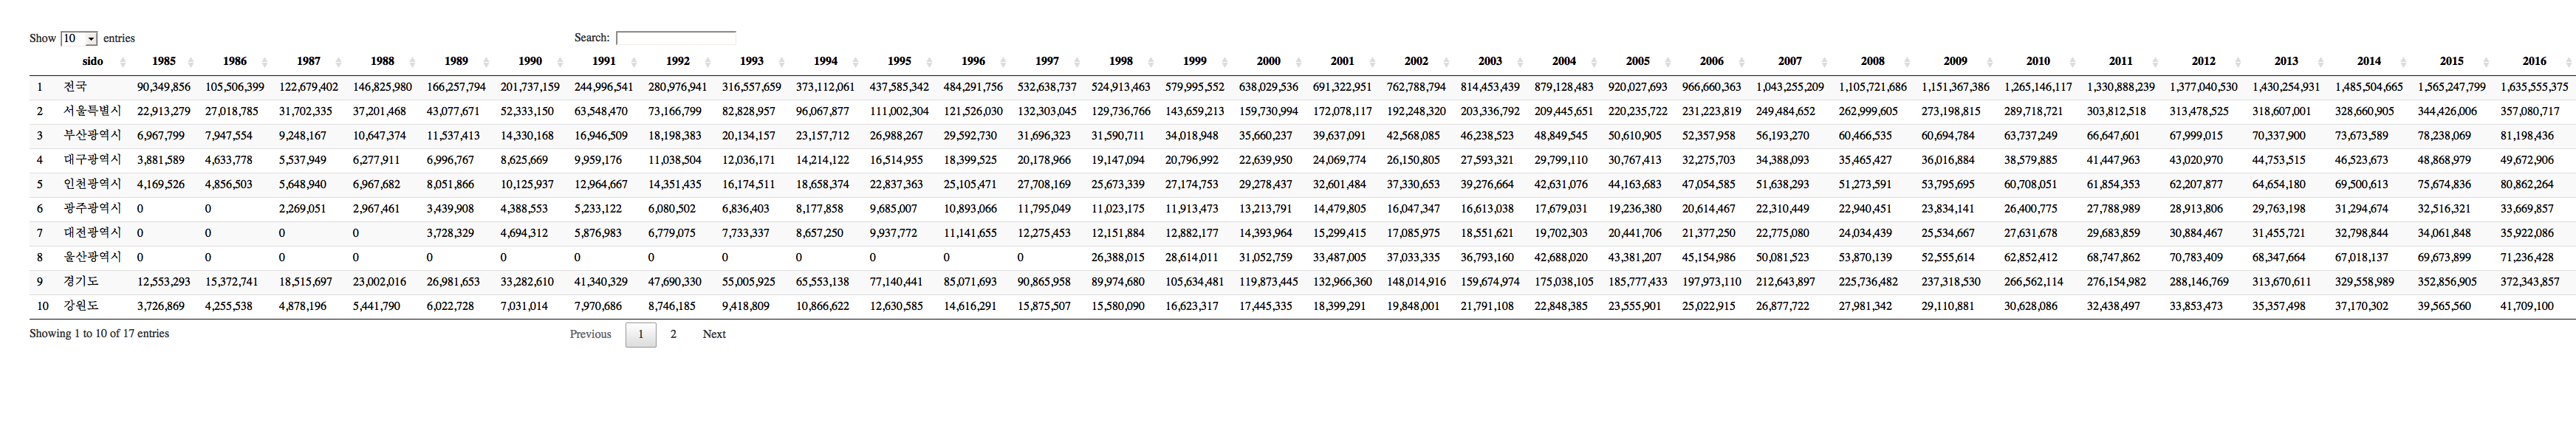 Show 10 entries Search:
sido 1985 1986 1987 1988 1989 1990 1991 1992 1993 1994 1995 1996 1997 1998 1999 2000 2001 2002 2003 2004 2005 2006 2007 2008 2009 2010 2011 2012 2013 2014 2015 2016
1 전국 90,349,856 105,506,399 122,679,402 146,825,980 166,257,794 201,737,159 244,996,541 280,976,941 316,557,659 373,112,061 437,585,342 484,291,756 532,638,737 524,913,463 579,995,552 638,029,536 691,322,951 762,788,794 814,453,439 879,128,483 920,027,693 966,660,363 1,043,255,209 1,105,721,686 1,151,367,386 1,265,146,117 1,330,888,239 1,377,040,530 1,430,254,931 1,485,504,665 1,565,247,799 1,635,555,375
2 서울특별시 22,913,279 27,018,785 31,702,335 37,201,468 43,077,671 52,333,150 63,548,470 73,166,799 82,828,957 96,067,877 111,002,304 121,526,030 132,303,045 129,736,766 143,659,213 159,730,994 172,078,117 192,248,320 203,336,792 209,445,651 220,235,722 231,223,819 249,484,652 262,999,605 273,198,815 289,718,721 303,812,518 313,478,525 318,607,001 328,660,905 344,426,006 357,080,717
3 부산광역시 6,967,799 7,947,554 9,248,167 10,647,374 11,537,413 14,330,168 16,946,509 18,198,383 20,134,157 23,157,712 26,988,267 29,592,730 31,696,323 31,590,711 34,018,948 35,660,237 39,637,091 42,568,085 46,238,523 48,849,545 50,610,905 52,357,958 56,193,270 60,466,535 60,694,784 63,737,249 66,647,601 67,999,015 70,337,900 73,673,589 78,238,069 81,198,436
4 대구광역시 3,881,589 4,633,778 5,537,949 6,277,911 6,996,767 8,625,669 9,959,176 11,038,504 12,036,171 14,214,122 16,514,955 18,399,525 20,178,966 19,147,094 20,796,992 22,639,950 24,069,774 26,150,805 27,593,321 29,799,110 30,767,413 32,275,703 34,388,093 35,465,427 36,016,884 38,579,885 41,447,963 43,020,970 44,753,515 46,523,673 48,868,979 49,672,906
5 인천광역시 4,169,526 4,856,503 5,648,940 6,967,682 8,051,866 10,125,937 12,964,667 14,351,435 16,174,511 18,658,374 22,837,363 25,105,471 27,708,169 25,673,339 27,174,753 29,278,437 32,601,484 37,330,653 39,276,664 42,631,076 44,163,683 47,054,585 51,638,293 51,273,591 53,795,695 60,708,051 61,854,353 62,207,877 64,654,180 69,500,613 75,674,836 80,862,264
6 광주광역시 0 0 2,269,051 2,967,461 3,439,908 4,388,553 5,233,122 6,080,502 6,836,403 8,177,858 9,685,007 10,893,066 11,795,049 11,023,175 11,913,473 13,213,791 14,479,805 16,047,347 16,613,038 17,679,031 19,236,380 20,614,467 22,310,449 22,940,451 23,834,141 26,400,775 27,788,989 28,913,806 29,763,198 31,294,674 32,516,321 33,669,857
7 대전광역시 0 0 0 0 3,728,329 4,694,312 5,876,983 6,779,075 7,733,337 8,657,250 9,937,772 11,141,655 12,275,453 12,151,884 12,882,177 14,393,964 15,299,415 17,085,975 18,551,621 19,702,303 20,441,706 21,377,250 22,775,080 24,034,439 25,534,667 27,631,678 29,683,859 30,884,467 31,455,721 32,798,844 34,061,848 35,922,086
8 울산광역시 0 0 0 0 0 0 0 0 0 0 0 0 0 26,388,015 28,614,011 31,052,759 33,487,005 37,033,335 36,793,160 42,688,020 43,381,207 45,154,986 50,081,523 53,870,139 52,555,614 62,852,412 68,747,862 70,783,409 68,347,664 67,018,137 69,673,899 71,236,428
9 경기도 12,553,293 15,372,741 18,515,697 23,002,016 26,981,653 33,282,610 41,340,329 47,690,330 55,005,925 65,553,138 77,140,441 85,071,693 90,865,958 89,974,680 105,634,481 119,873,445 132,966,360 148,014,916 159,674,974 175,038,105 185,777,433 197,973,110 212,643,897 225,736,482 237,318,530 266,562,114 276,154,982 288,146,769 313,670,611 329,558,989 352,856,905 372,343,857
10 강원도 3,726,869 4,255,538 4,878,196 5,441,790 6,022,728 7,031,014 7,970,686 8,746,185 9,418,809 10,866,622 12,630,585 14,616,291 15,875,507 15,580,090 16,623,317 17,445,335 18,399,291 19,848,001 21,791,108 22,848,385 23,555,901 25,022,915 26,877,722 27,981,342 29,110,881 30,628,086 32,438,497 33,853,473 35,357,498 37,170,302 39,565,560 41,709,100
Showing 1 to 10 of 17 entries Previous 1 2 Next